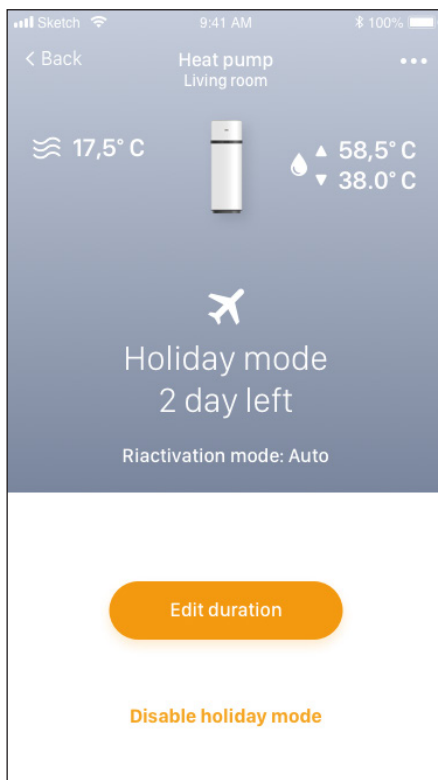 Sketch 9:41 AM 100%
< Back Heat pump •••
Living room
17,5° C
▲ 58,5° C
▼ 38.0° C
Holiday mode
2 day left
Riactivation mode: Auto
Edit duration
Disable holiday mode